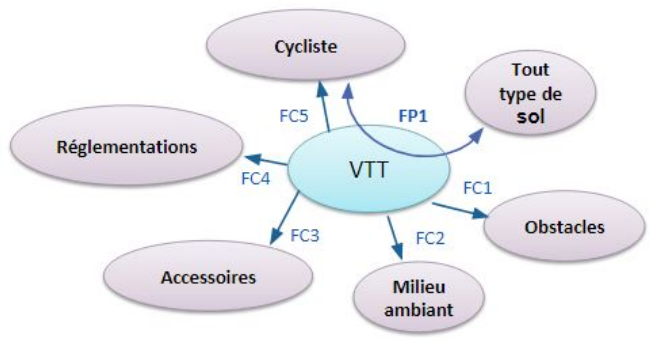 Cycliste
Tout
type de
sol
FC5
FP1
Réglementations
FC4
VTT
FC1
Obstacles
FC3
FC2
Accessoires
Milieu
ambiant